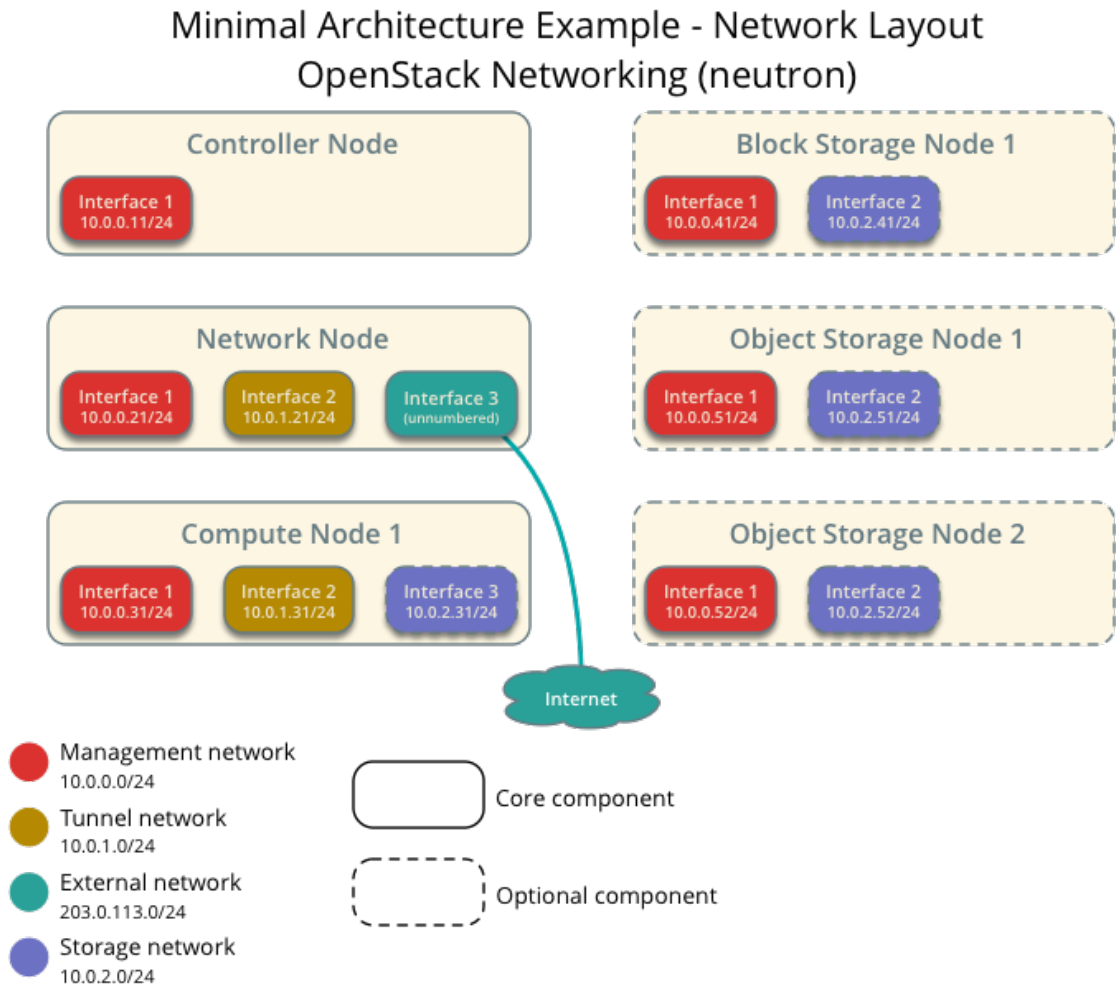 Minimal Architecture Example - Network Layout
OpenStack Networking (neutron)
Controller Node
Interface 1
10.0.0.11/24
Block Storage Node 1
Interface 1
10.0.0.41/24
Interface 2
10.0.2.41/24
Network Node
Interface 1
10.0.0.21/24
Interface 2
10.0.1.21/24
Interface 3
(unnumbered)
Object Storage Node 1
Interface 1
10.0.0.51/24
Interface 2
10.0.2.51/24
Compute Node 1
Interface 1
10.0.0.31/24
Interface 2
10.0.1.31/24
Interface 3
10.0.2.31/24
Object Storage Node 2
Interface 1
10.0.0.52/24
Interface 2
10.0.2.52/24
Internet
Management network
10.0.0.0/24
Tunnel network
10.0.1.0/24
External network
203.0.113.0/24
Storage network
10.0.2.0/24
Core component
Optional component